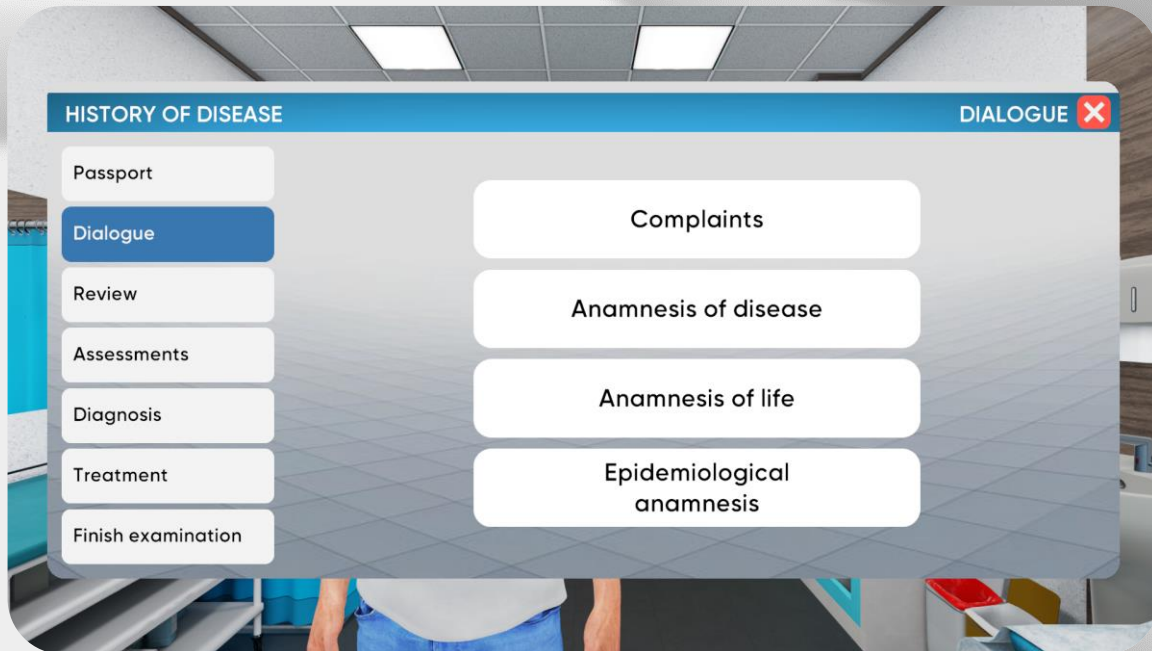 HISTORY OF DISEASE
DIALOGUE
Passport
Dialogue
Review
Assessments
Diagnosis
Treatment
Finish examination
Complaints
Anamnesis of disease
Anamnesis of life
Epidemiological
anamnesis